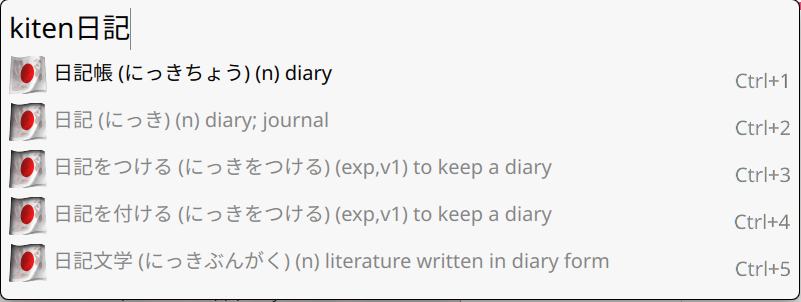 kiten日記
日記帳 (にっきちょう) (n) diary Ctrl+1
日記 (にっき) (n) diary; journal Ctrl+2
日記をつける (にっきをつける) (exp,v1) to keep a diary Ctrl+3
日記を付ける (にっきをつける) (exp,v1) to keep a diary Ctrl+4
日記文学 (にっきぶんがく) (n) literature written in diary form Ctrl+5